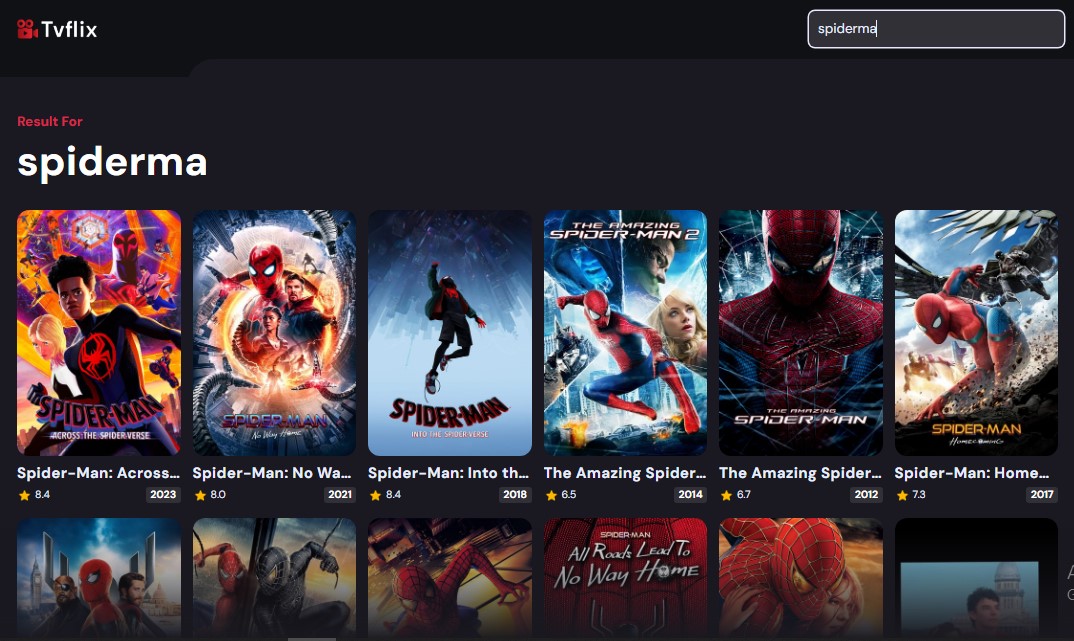 Tvflix
spiderma
Result For
spiderma
SPIDER-MAN
ACROSS THE SPIDER-VERSE
SPIDER-MAN
No Way Home
SPIDER-MAN
INTO THE SPIDER-VERSE
THE AMAZING
SPIDER-MAN 2
THE AMAZING
SPIDER-MAN
SPIDER-MAN
HOMECOMING
Spider-Man: Across...
Spider-Man: No Wa...
Spider-Man: Into th...
The Amazing Spider...
The Amazing Spider...
Spider-Man: Home...
8.4 2023
8.0 2021
8.4 2018
6.5 2014
6.7 2012
7.3 2017
SPIDER-MAN
All Roads Lead To
No Way Home